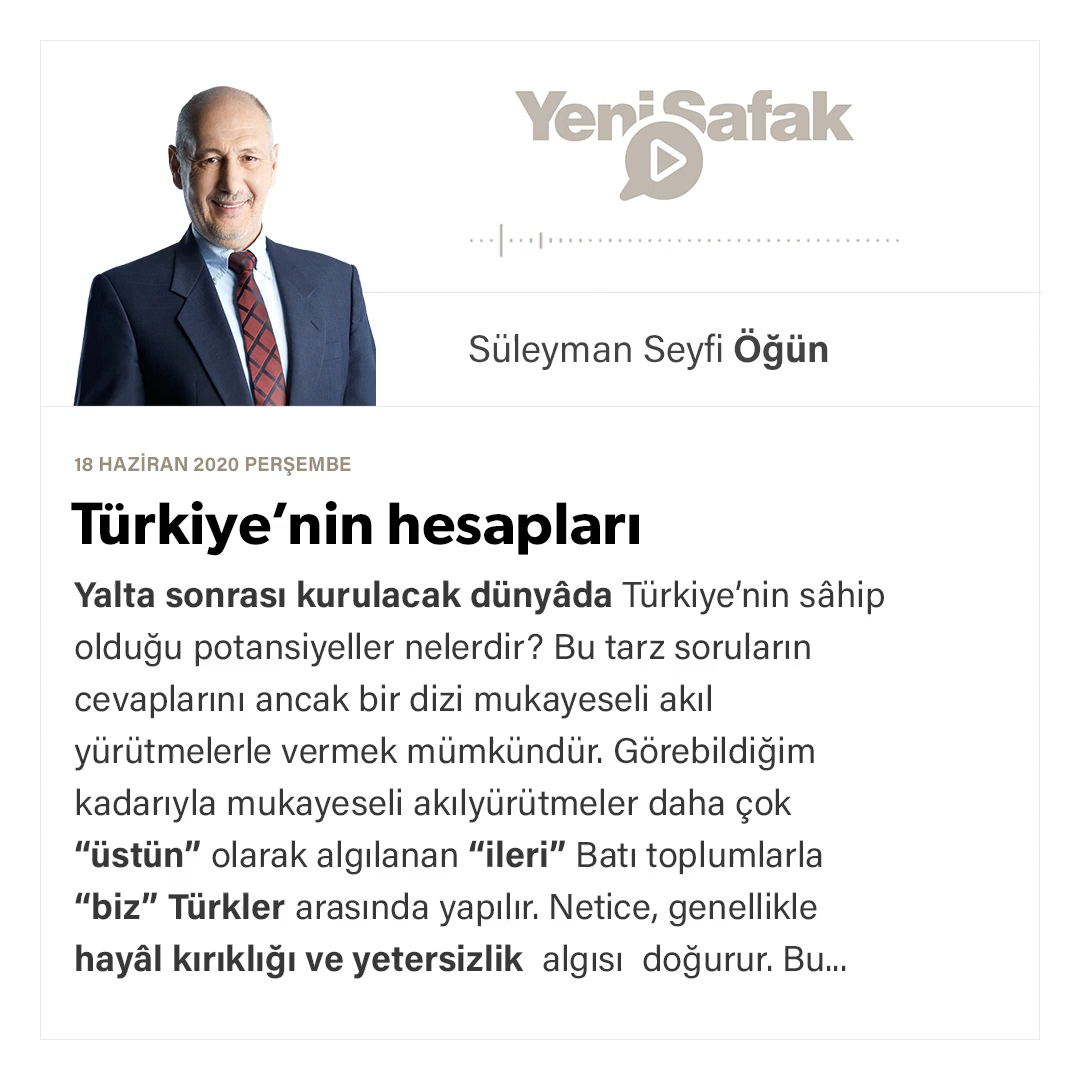 YeniSafak
Süleyman Seyfi Öğün
18 HAZİRAN 2020 PERŞEMBE
Türkiye’nin hesapları
Yalta sonrası kurulacak dünyâda Türkiye’nin sâhip
olduğu potansiyeller nelerdir? Bu tarz soruların
cevaplarını ancak bir dizi mukayeseli akıl
yürütmelerle vermek mümkündür. Görebildiğim
kadarıyla mukayeseli akılyürütmeler daha çok
“üstün” olarak algılanan “ileri” Batı toplumlarla
“biz” Türkler arasında yapılır. Netice, genellikle
hayâl kırıklığı ve yetersizlik algısı doğurur. Bu...